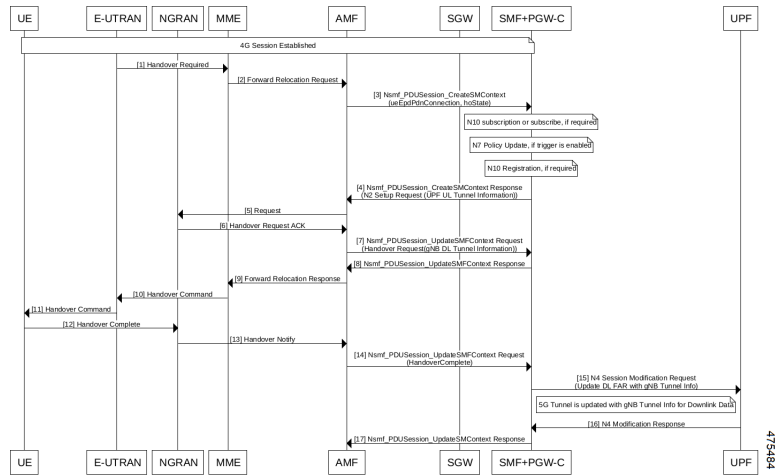 UE
E-UTRAN
NGRAN
MME
AMF
SGW
SMF+PGW-C
UPF
4G Session Established
[1] Handover Required
[2] Forward Relocation Request
[3] Nsmf_PDUSession_CreateSMContext
(ueEpdPdnConnection, hoState)
N10 subscription or subscribe, if required
N7 Policy Update, if trigger is enabled
N10 Registration, if required
[4] Nsmf_PDUSession_CreateSMContext Response
(N2 Setup Request (UPF UL Tunnel Information))
[5] Request
[6] Handover Request ACK
[7] Nsmf_PDUSession_UpdateSMFContext Request
(Handover Request(gNB DL Tunnel Information))
[8] Nsmf_PDUSession_UpdateSMFContext Response
[9] Forward Relocation Response
[10] Handover Command
[11] Handover Command
[12] Handover Complete
[13] Handover Notify
[14] Nsmf_PDUSession_UpdateSMFContext Request
(HandoverComplete)
[15] N4 Session Modification Request
(Update DL FAR with gNB Tunnel Info)
5G Tunnel is updated with gNB Tunnel Info for Downlink Data
[16] N4 Modification Response
[17] Nsmf_PDUSession_UpdateSMContext Response
UE
E-UTRAN
NGRAN
MME
AMF
SGW
SMF+PGW-C
UPF
475484